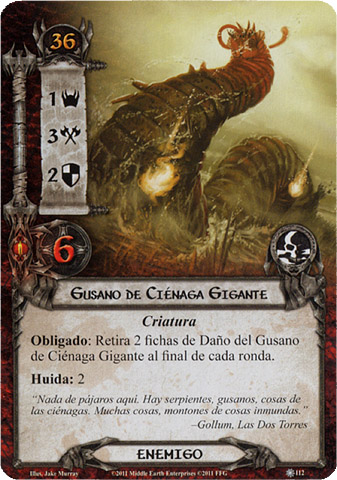 36
1
3
2
6
Gusano de Ciénaga Gigante
Criatura
Obligado: Retira 2 fichas de Daño del Gusano
de Ciénaga Gigante al final de cada ronda.
Huida: 2
“Nada de pájaros aquí. Hay serpientes, gusanos, cosas de
las ciénagas. Muchas cosas, montones de cosas inmundas.”
–Gollum, Las Dos Torres
ENEMIGO
Illus. Jake Murray
©2011 Middle Earth Enterprises ©2011 FFG
112